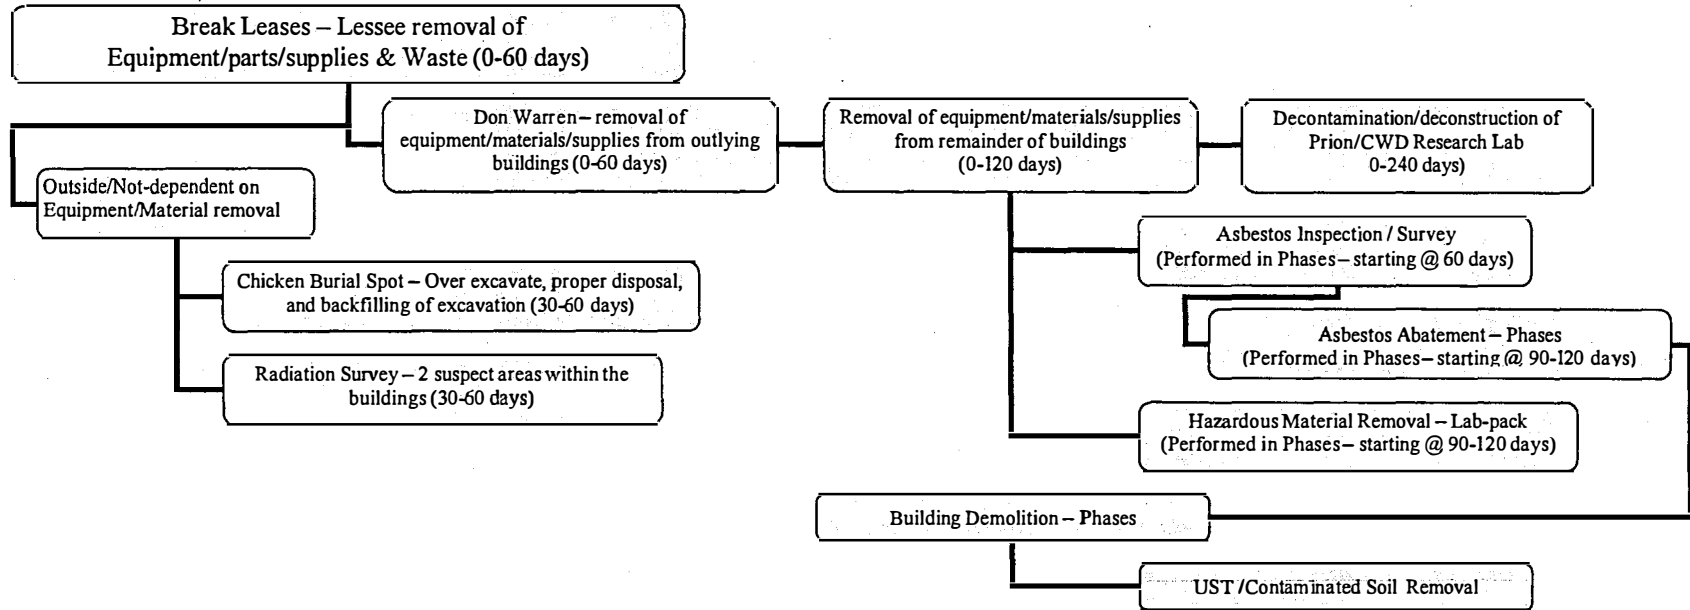 Break Leases – Lessee removal of
Equipment/parts/supplies & Waste (0-60 days)
Don Warren – removal of
equipment/materials/supplies from outlying
buildings (0-60 days)
Removal of equipment/materials/supplies
from remainder of buildings
(0-120 days)
Decontamination/deconstruction of
Prion/CWD Research Lab
0-240 days)
Outside/Not-dependent on
Equipment/Material removal
Chicken Burial Spot – Over excavate, proper disposal,
and backfilling of excavation (30-60 days)
Radiation Survey – 2 suspect areas within the
buildings (30-60 days)
Asbestos Inspection / Survey
(Performed in Phases – starting @ 60 days)
Asbestos Abatement – Phases
(Performed in Phases – starting @ 90-120 days)
Hazardous Material Removal – Lab-pack
(Performed in Phases – starting @ 90-120 days)
Building Demolition – Phases
UST /Contaminated Soil Removal